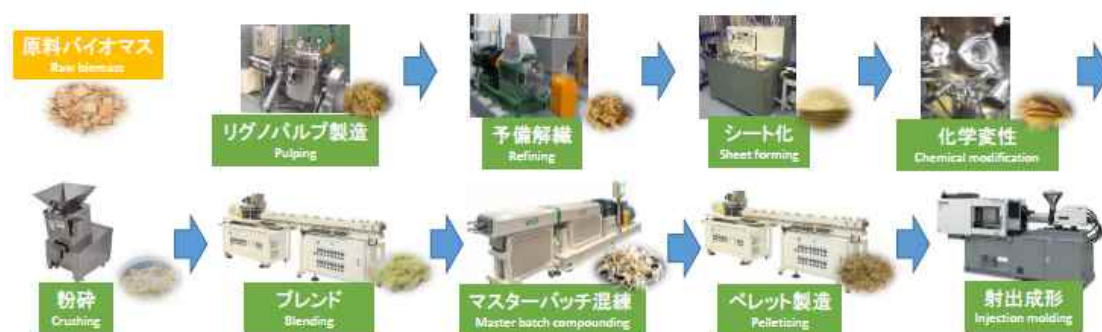 原料バイオマス
Raw biomass
リグノパルプ製造
Pulping
予備解繊
Refining
シート化
Sheet forming
化学変性
Chemical modification
粉砕
Crushing
ブレンド
Blending
マスターバッチ混練
Master batch compounding
ペレット製造
Pelletizing
射出成形
Injection molding